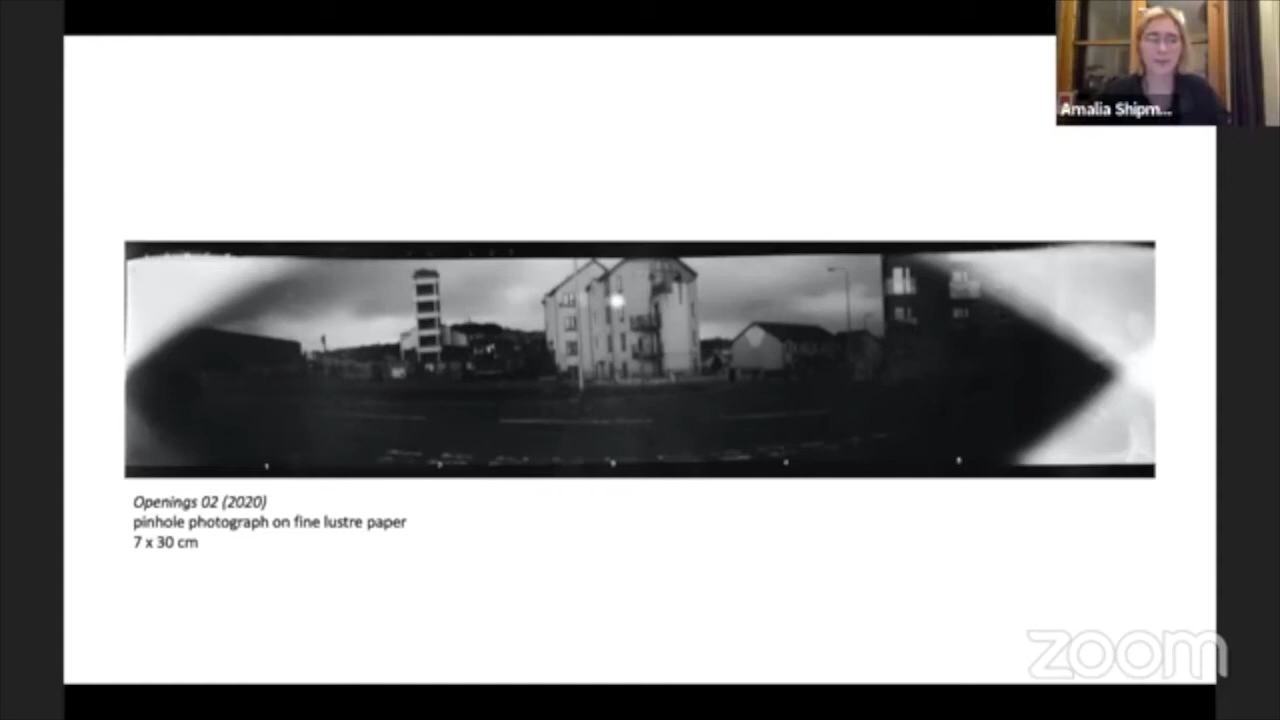 Amalia Shipm...
Openings 02 (2020)
pinhole photograph on fine lustre paper
7 x 30 cm
zoom